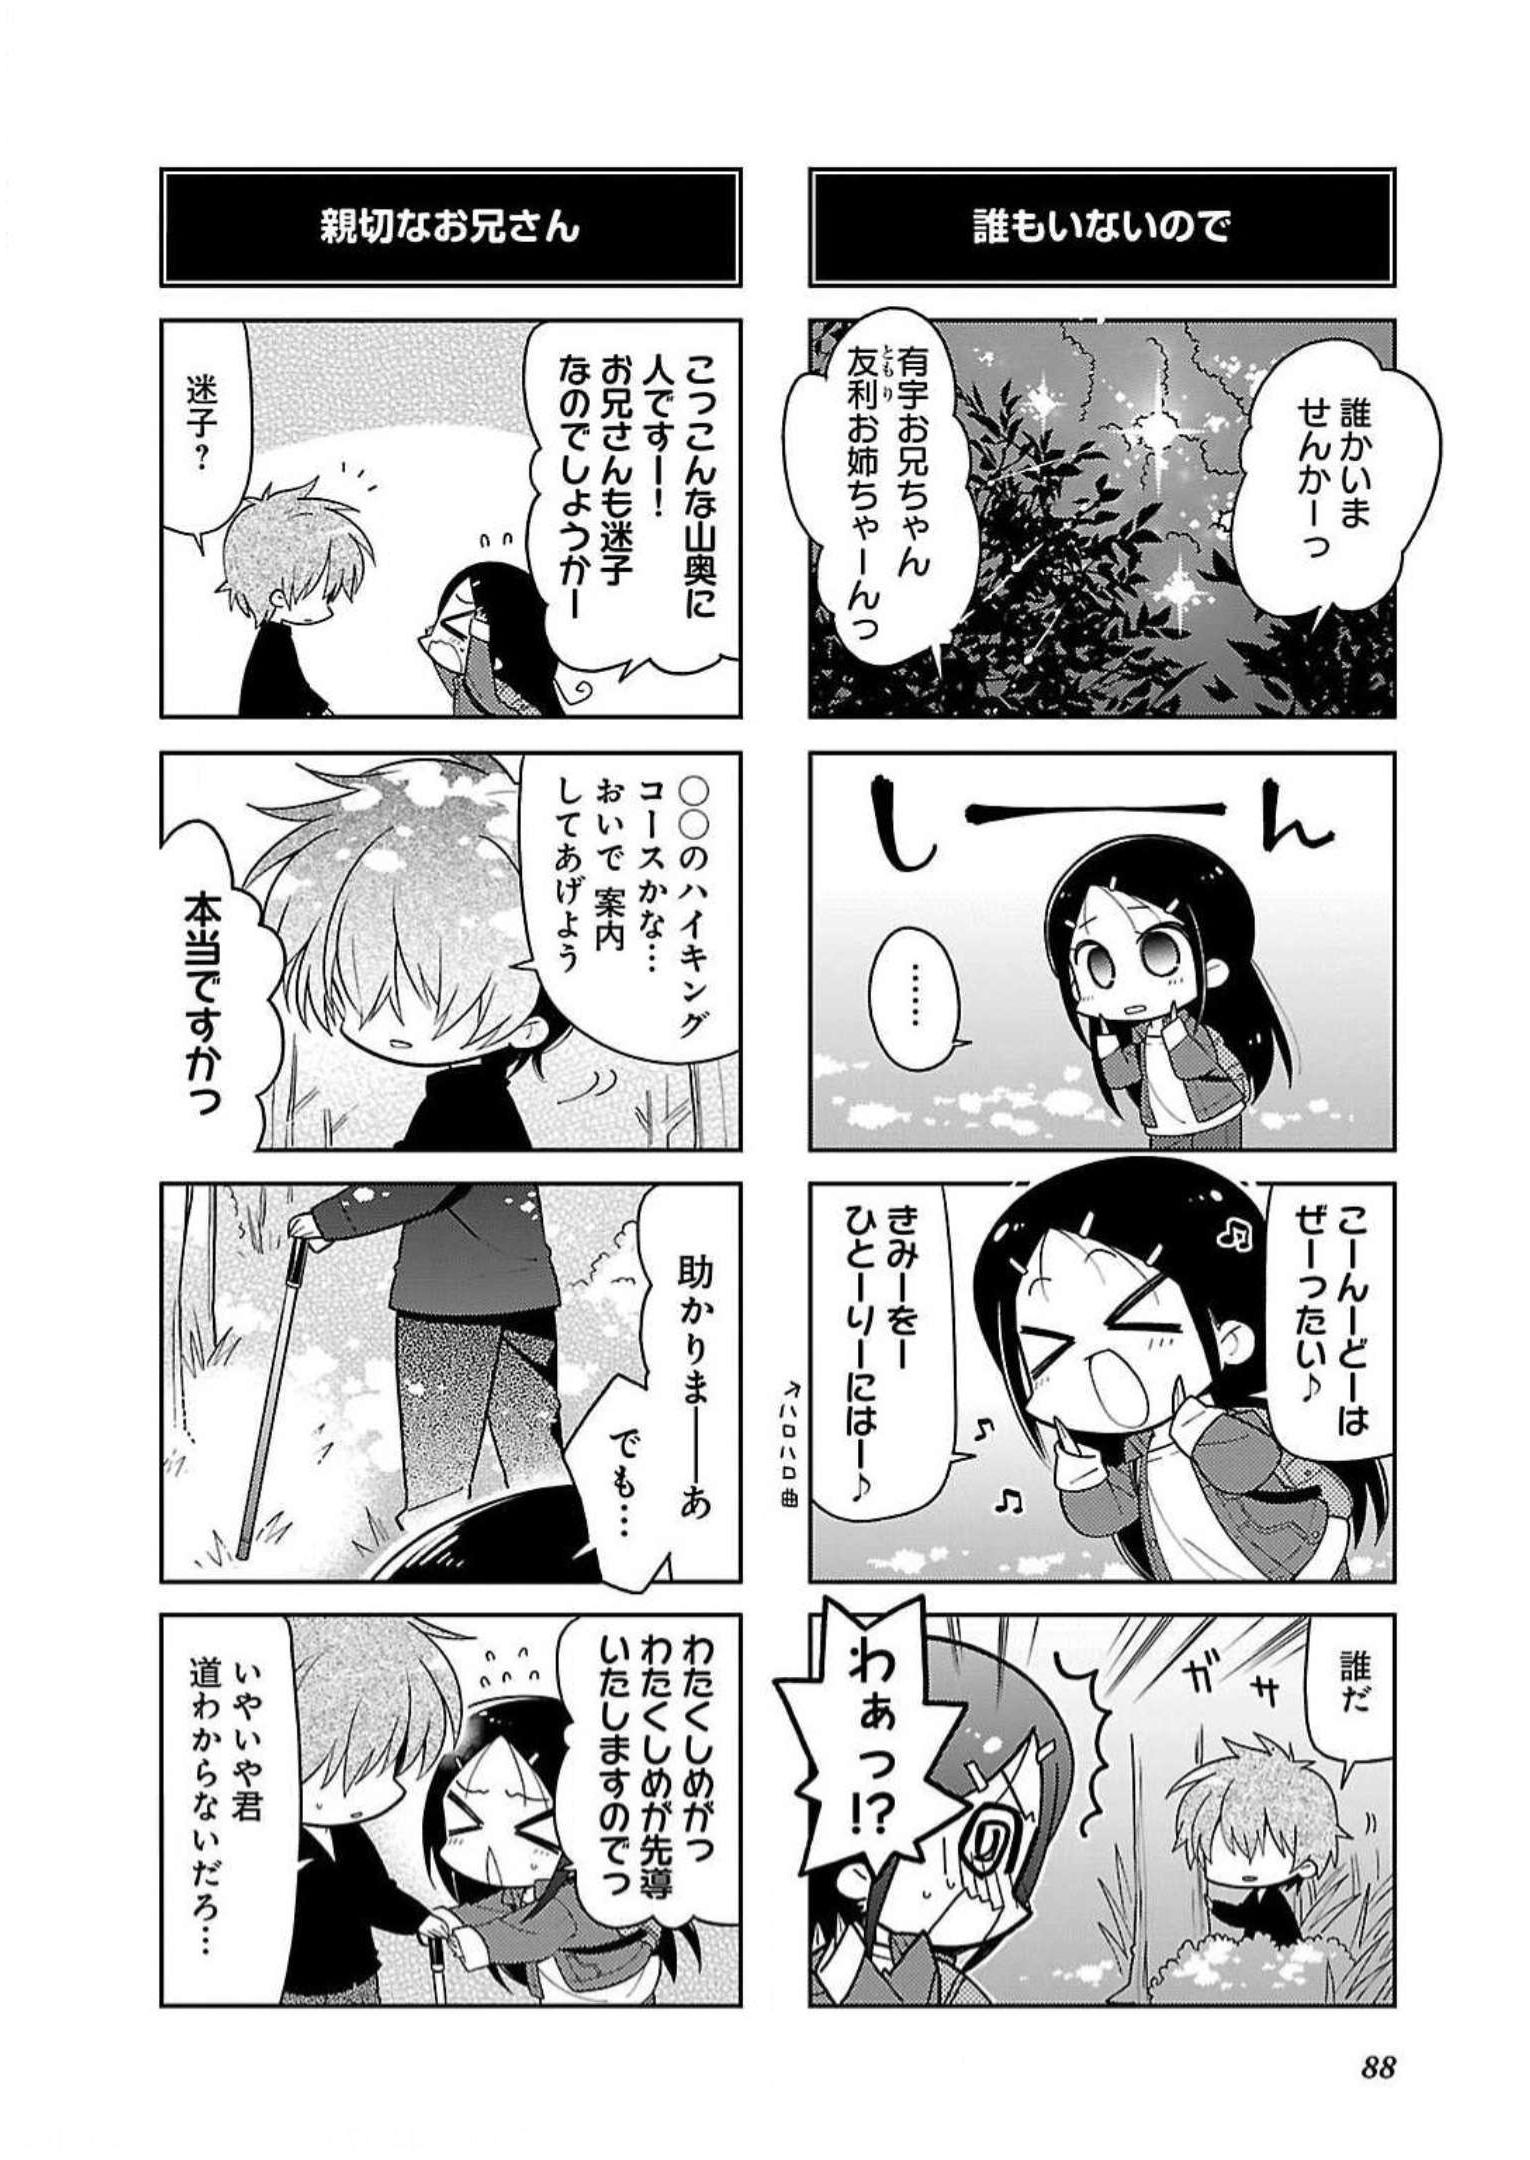 誰もいないので
誰かいま
せんかーっ
有宇お兄ちゃん
友利お姉ちゃーんっ
ともり
しーん
……
こーんどーは
ぜーったい♪
きみーを
ひとーりーにはー♪
↗ハロハロ曲
誰だ
ガサ
わぁっ!?
親切なお兄さん
こっこんな山奥に
人ですー!
お兄さんも迷子
なのでしょうかー
迷子?
○○のハイキング
コースかな…
おいで 案内
してあげよう
本当ですかっ
助かりま──あ
でも…
わたくしめがっ
わたくしめが先導
いたしますのでっ
いやいや君
道わからないだろ…
88